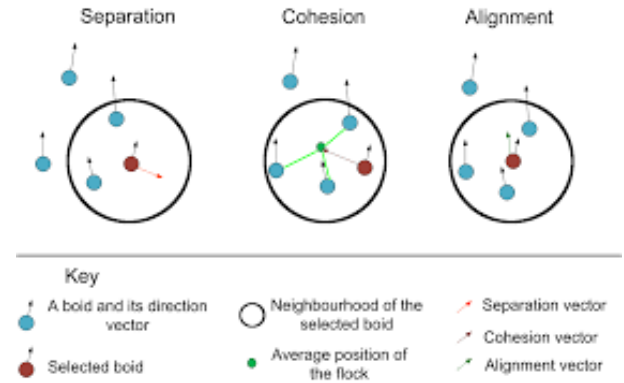 Separation
Cohesion
Alignment
Key
A boid and its direction
vector
Selected boid
Neighbourhood of the
selected boid
Average position of
the flock
Separation vector
Cohesion vector
Alignment vector